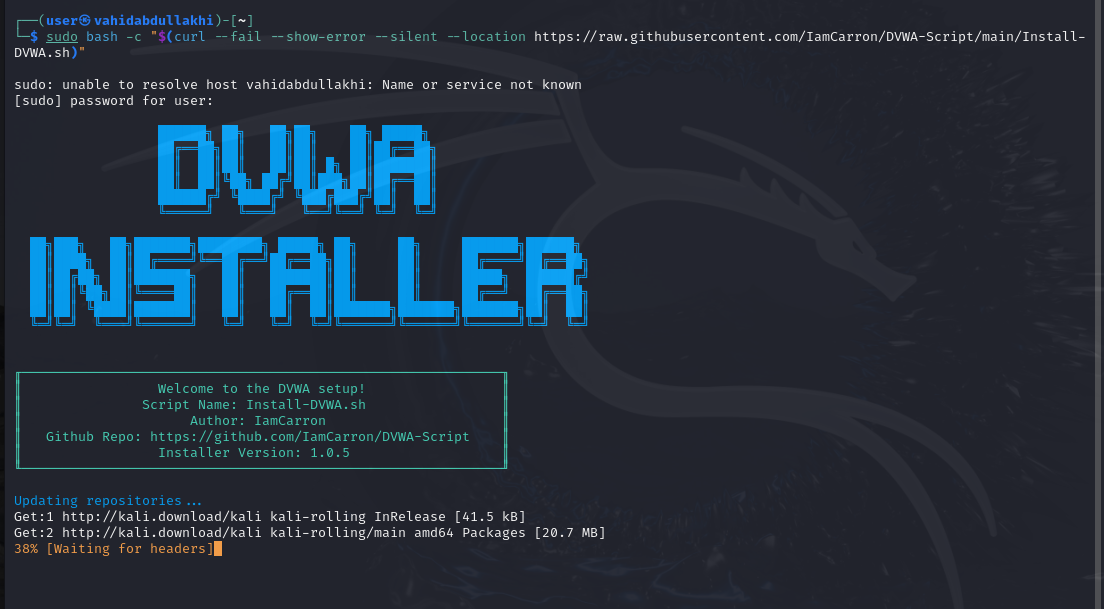 ┌──(user㉿vahidabdullakhi)-[~]
└─$ sudo bash -c "$(curl --fail --show-error --silent --location https://raw.githubusercontent.com/IamCarron/DVWA-Script/main/Install-
DVWA.sh)"
sudo: unable to resolve host vahidabdullakhi: Name or service not known
[sudo] password for user:
DVWA
INSTALLER
Welcome to the DVWA setup!
Script Name: Install-DVWA.sh
Author: IamCarron
Github Repo: https://github.com/IamCarron/DVWA-Script
Installer Version: 1.0.5
Updating repositories...
Get:1 http://kali.download/kali kali-rolling InRelease [41.5 kB]
Get:2 http://kali.download/kali kali-rolling/main amd64 Packages [20.7 MB]
38% [Waiting for headers]